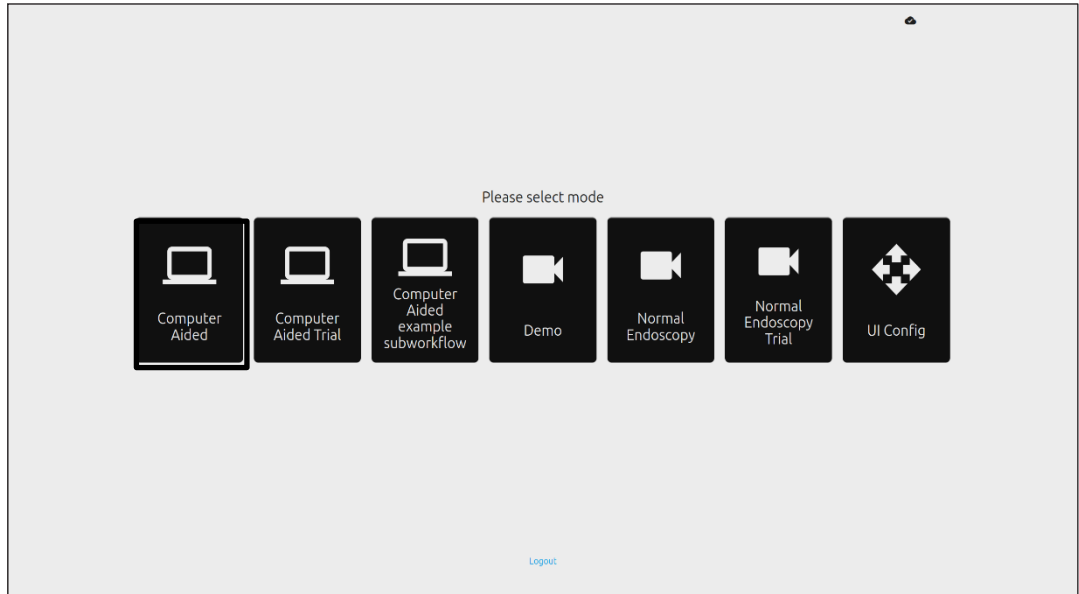 Please select mode
Computer
Aided
Computer
Aided Trial
Computer
Aided
example
subworkflow
Demo
Normal
Endoscopy
Normal
Endoscopy
Trial
UI Config
Logout